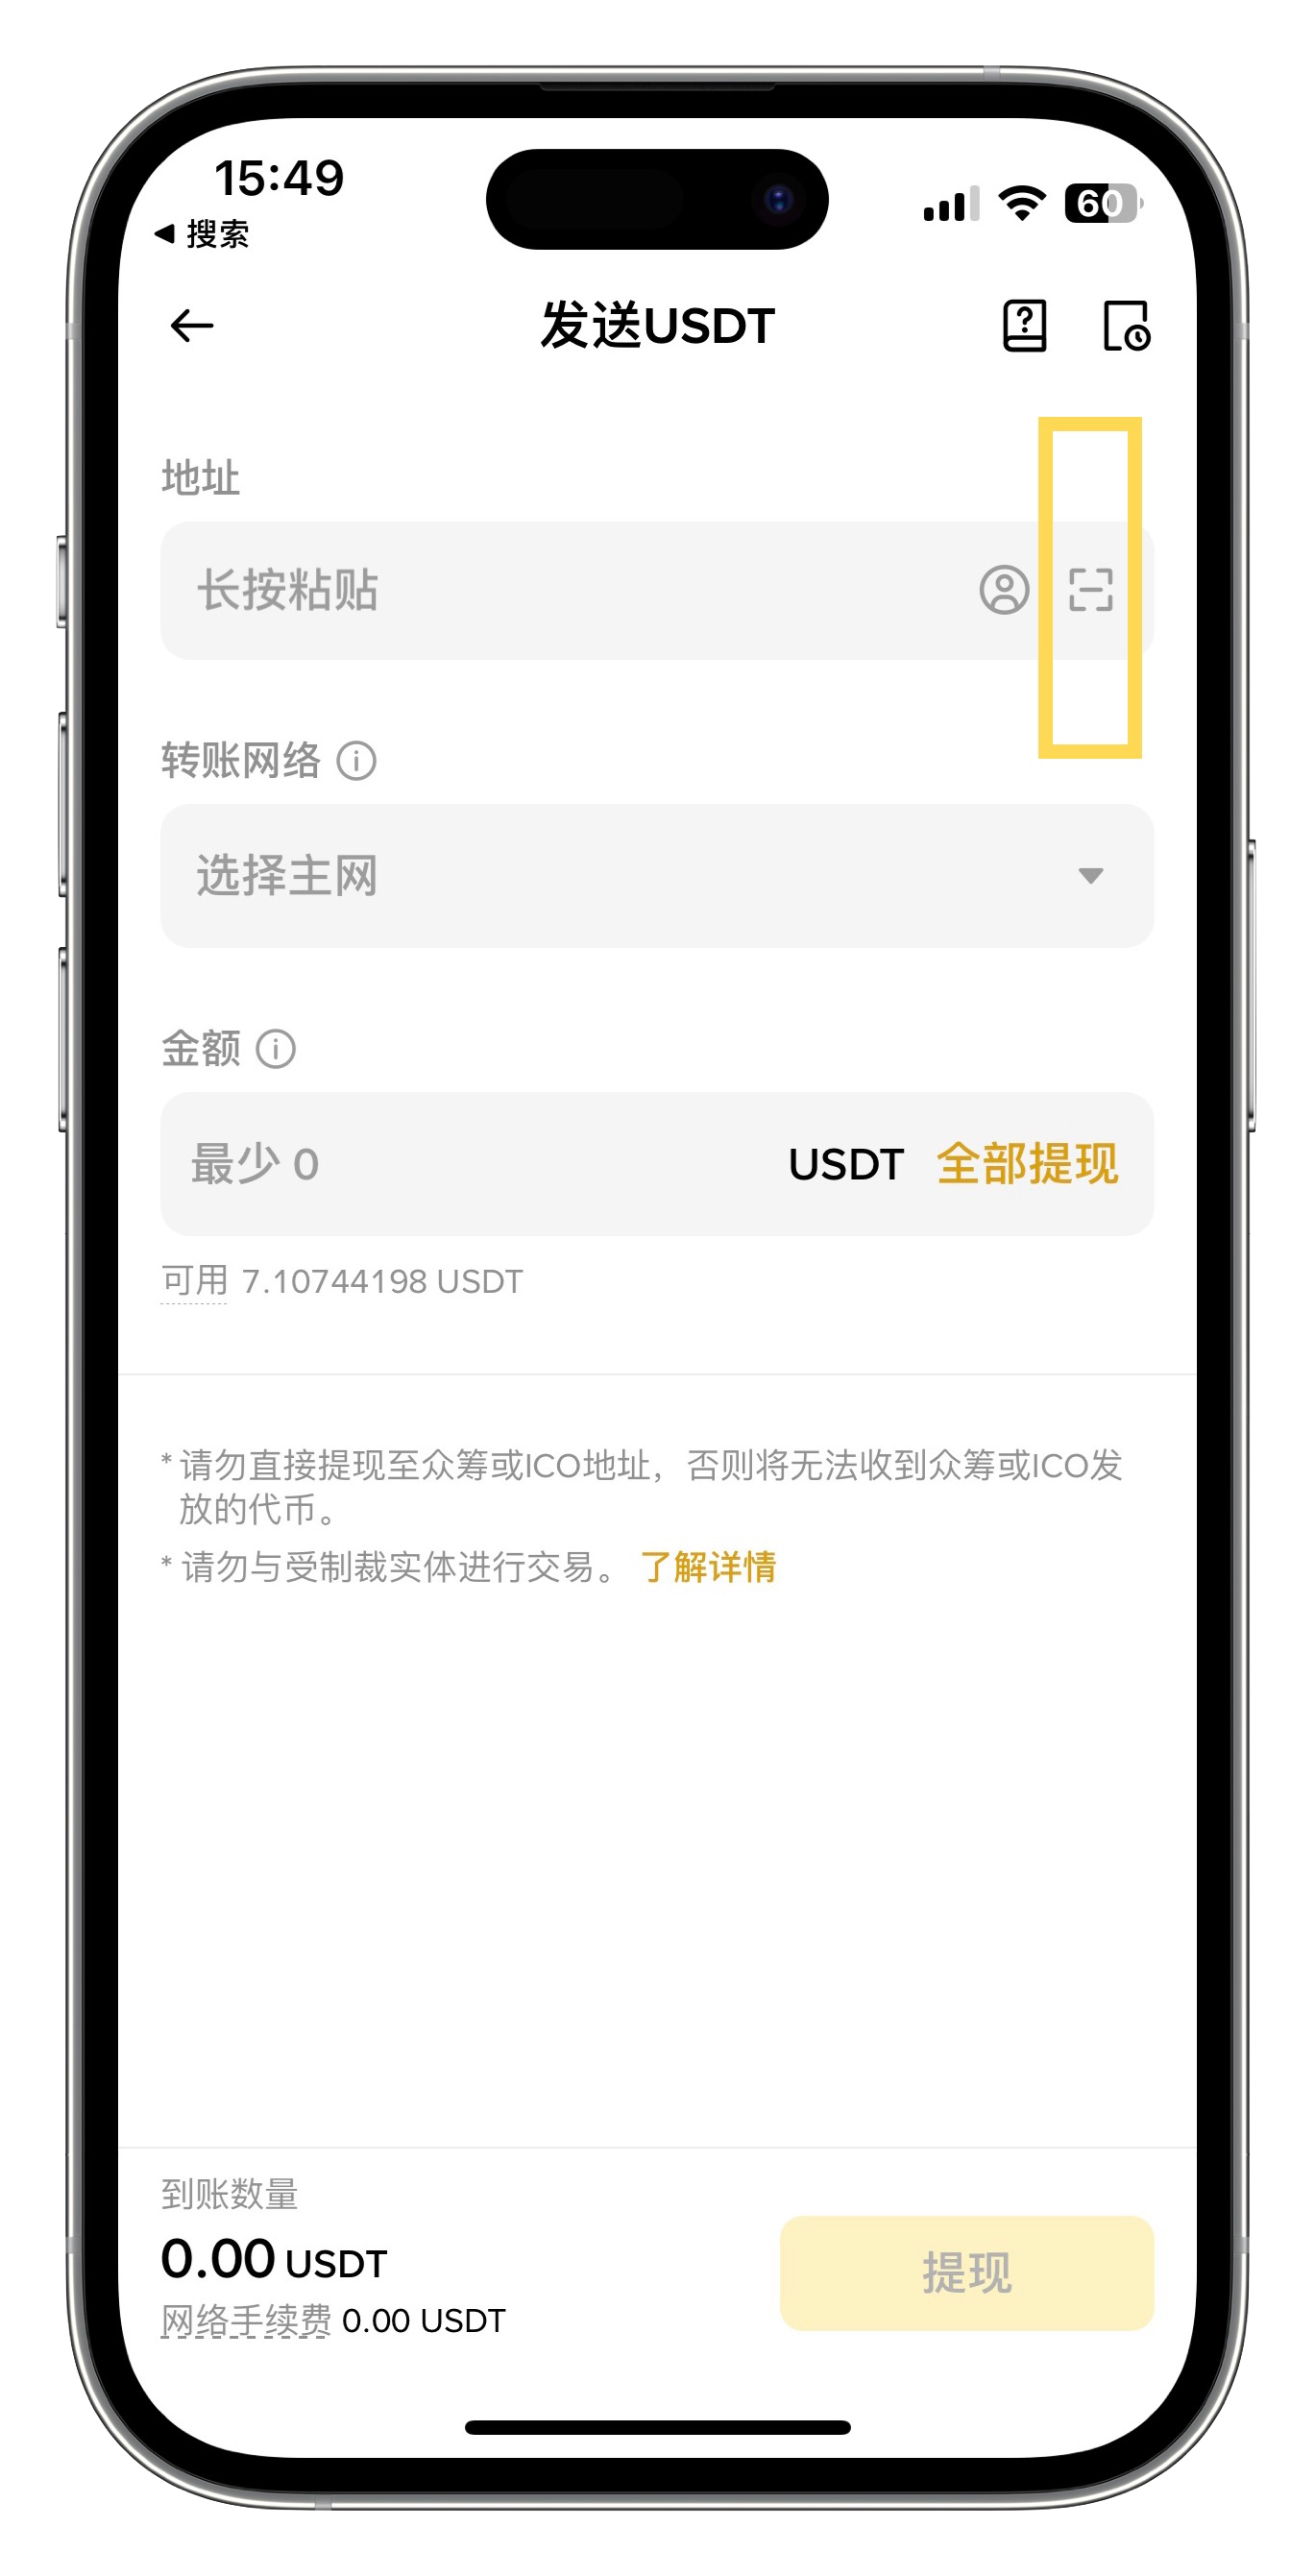 15:49
60
◀ 搜索
发送USDT
地址
长按粘贴
转账网络
选择主网
金额
最少 0 USDT 全部提现
可用 7.10744198 USDT
* 请勿直接提现至众筹或ICO地址，否则将无法收到众筹或ICO发
放的代币。
* 请勿与受制裁实体进行交易。 了解详情
到账数量
0.00 USDT
提现
网络手续费 0.00 USDT